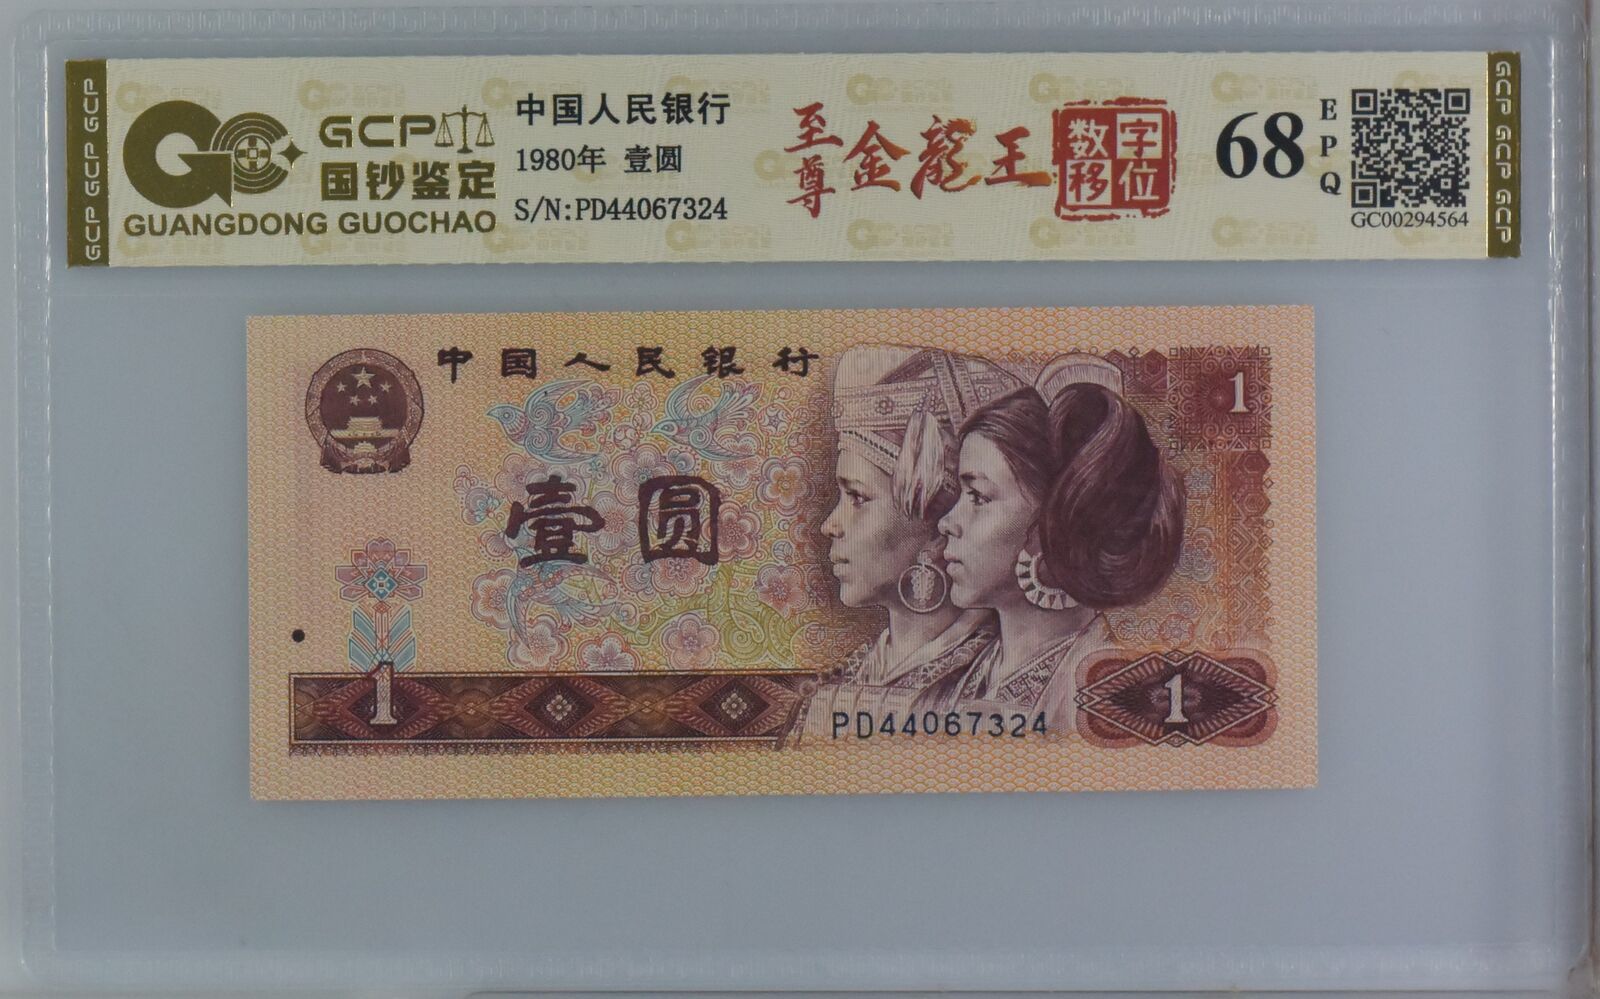 GCP GCP GCP
GCP
国钞鉴定
GUANGDONG GUOCHAO
中国人民银行
1980年 壹圆
S/N:PD44067324
至尊
金龍王
数字
移位
68
EPQ
GC00294564
GCP GCP GCP
中国人民银行
1
壹圆
1
PD44067324
1